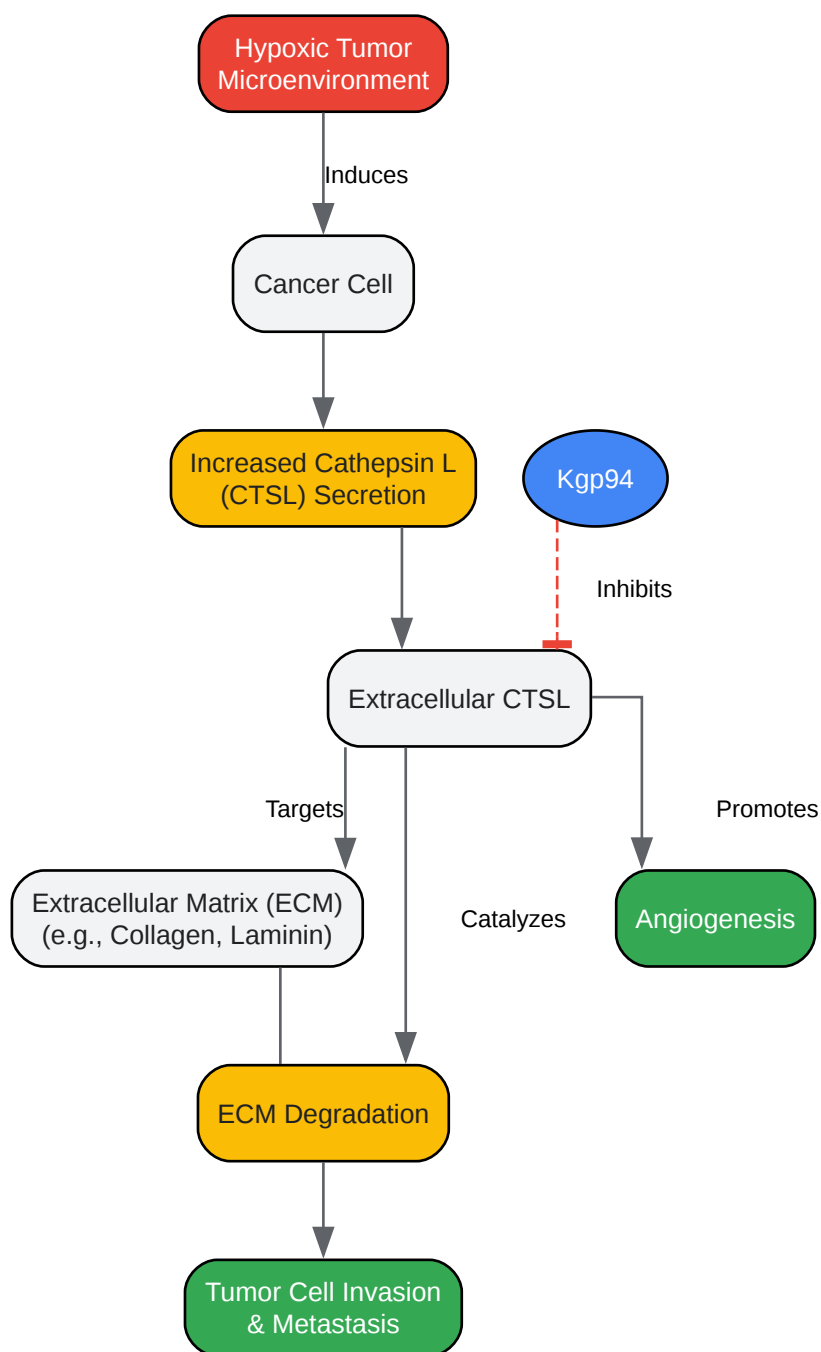 Hypoxic Tumor
Microenvironment
Induces
Cancer Cell
Increased Cathepsin L
(CTSL) Secretion
Kgp94
Inhibits
Extracellular CTSL
Targets
Promotes
Extracellular Matrix (ECM)
(e.g., Collagen, Laminin)
Catalyzes
Angiogenesis
ECM Degradation
Tumor Cell Invasion
& Metastasis